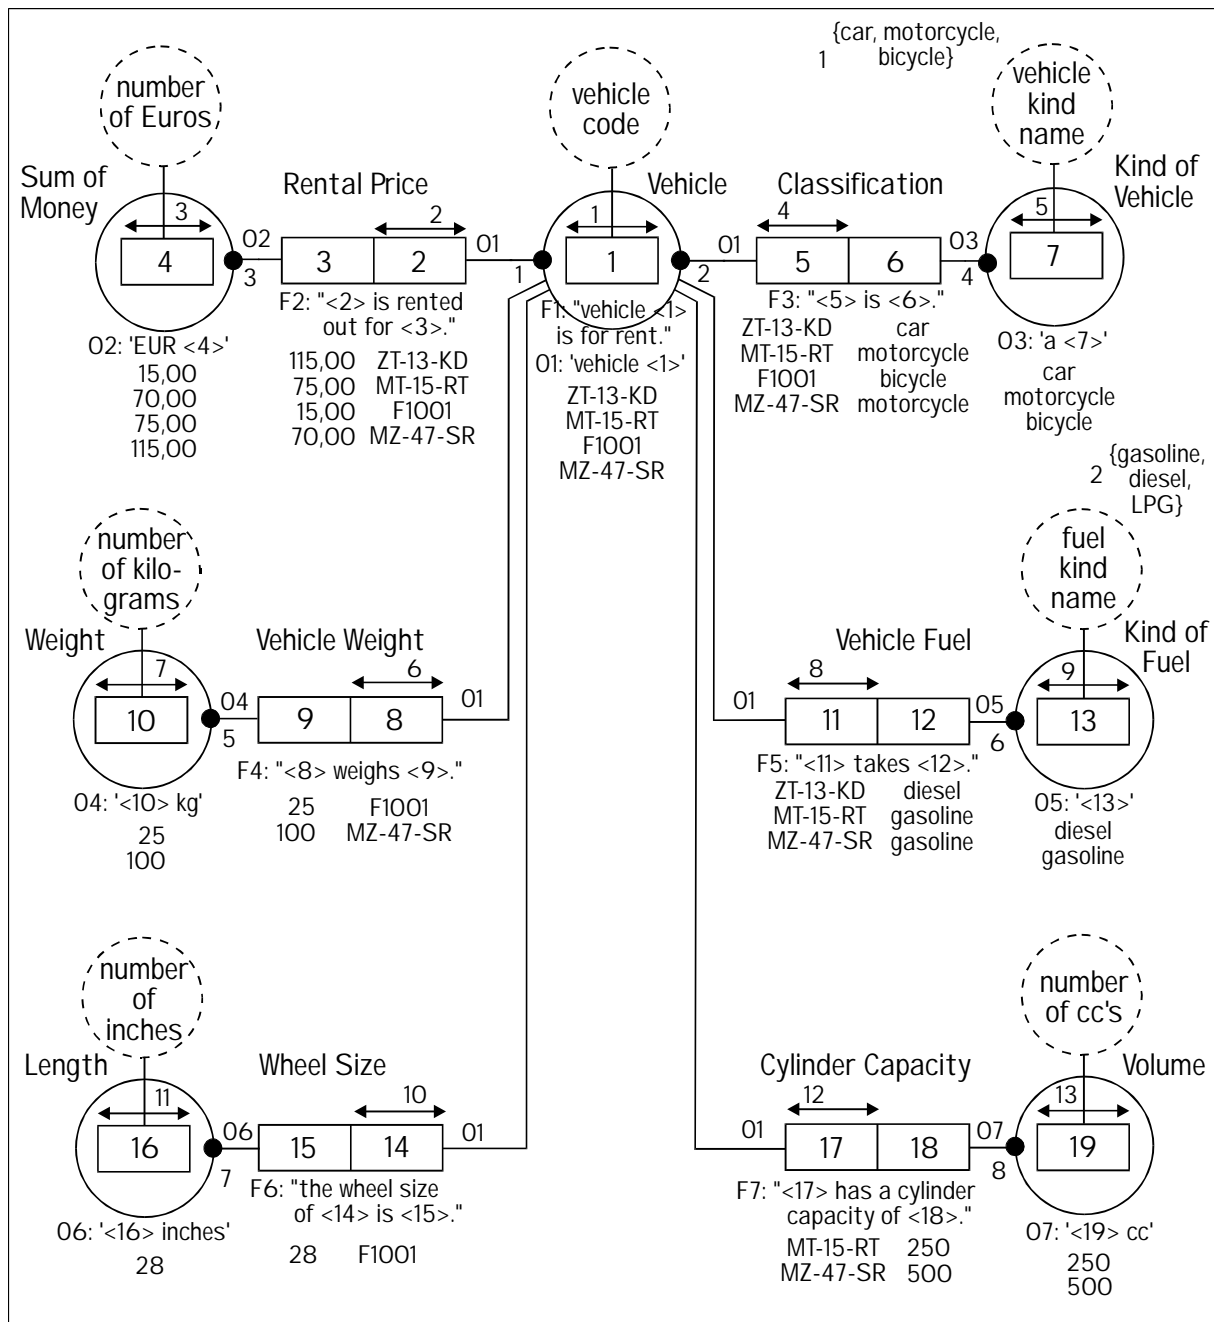 {car, motorcycle,
1 bicycle}
number
of Euros
vehicle
code
vehicle
kind
name
Sum of
Money
Rental Price
Vehicle
Classification
Kind of
Vehicle
3
2
1
4
5
4
O2
3
3
2
O1
1
1
2
O1
5
6
O3
4
7
F2: "<2> is rented
out for <3>."
F1: "vehicle <1>
is for rent."
F3: "<5> is <6>."
O2: 'EUR <4>'
15,00
70,00
75,00
115,00
115,00 ZT-13-KD
75,00 MT-15-RT
15,00 F1001
70,00 MZ-47-SR
O1: 'vehicle <1>'
ZT-13-KD
MT-15-RT
F1001
MZ-47-SR
ZT-13-KD car
MT-15-RT motorcycle
F1001 bicycle
MZ-47-SR motorcycle
O3: 'a <7>'
car
motorcycle
bicycle
{gasoline,
2 diesel,
LPG}
number
of kilo-
grams
fuel
kind
name
Weight
Vehicle Weight
Vehicle Fuel
Kind of
Fuel
7
6
8
9
10
O4
5
9
8
O1
O1
11
12
O5
6
13
F4: "<8> weighs <9>."
F5: "<11> takes <12>."
O4: '<10> kg'
25
100
25 F1001
100 MZ-47-SR
ZT-13-KD diesel
MT-15-RT gasoline
MZ-47-SR gasoline
O5: '<13>'
diesel
gasoline
number
of
inches
number
of cc's
Length
Wheel Size
Cylinder Capacity
Volume
11
10
12
13
16
O6
7
15
14
O1
O1
17
18
O7
8
19
F6: "the wheel size
of <14> is <15>."
F7: "<17> has a cylinder
capacity of <18>."
O6: '<16> inches'
28
28 F1001
MT-15-RT 250
MZ-47-SR 500
O7: '<19> cc'
250
500